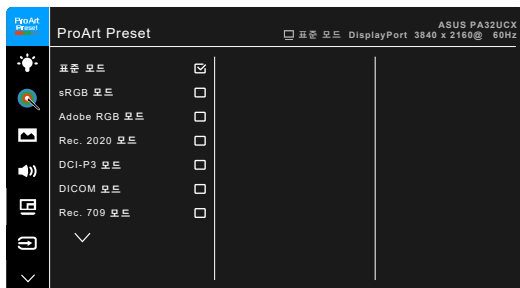 ProArt
Preset
ProArt Preset
ASUS PA32UCX
표준 모드 DisplayPort 3840 x 2160@ 60Hz
표준 모드
sRGB 모드
Adobe RGB 모드
Rec. 2020 모드
DCI-P3 모드
DICOM 모드
Rec. 709 모드